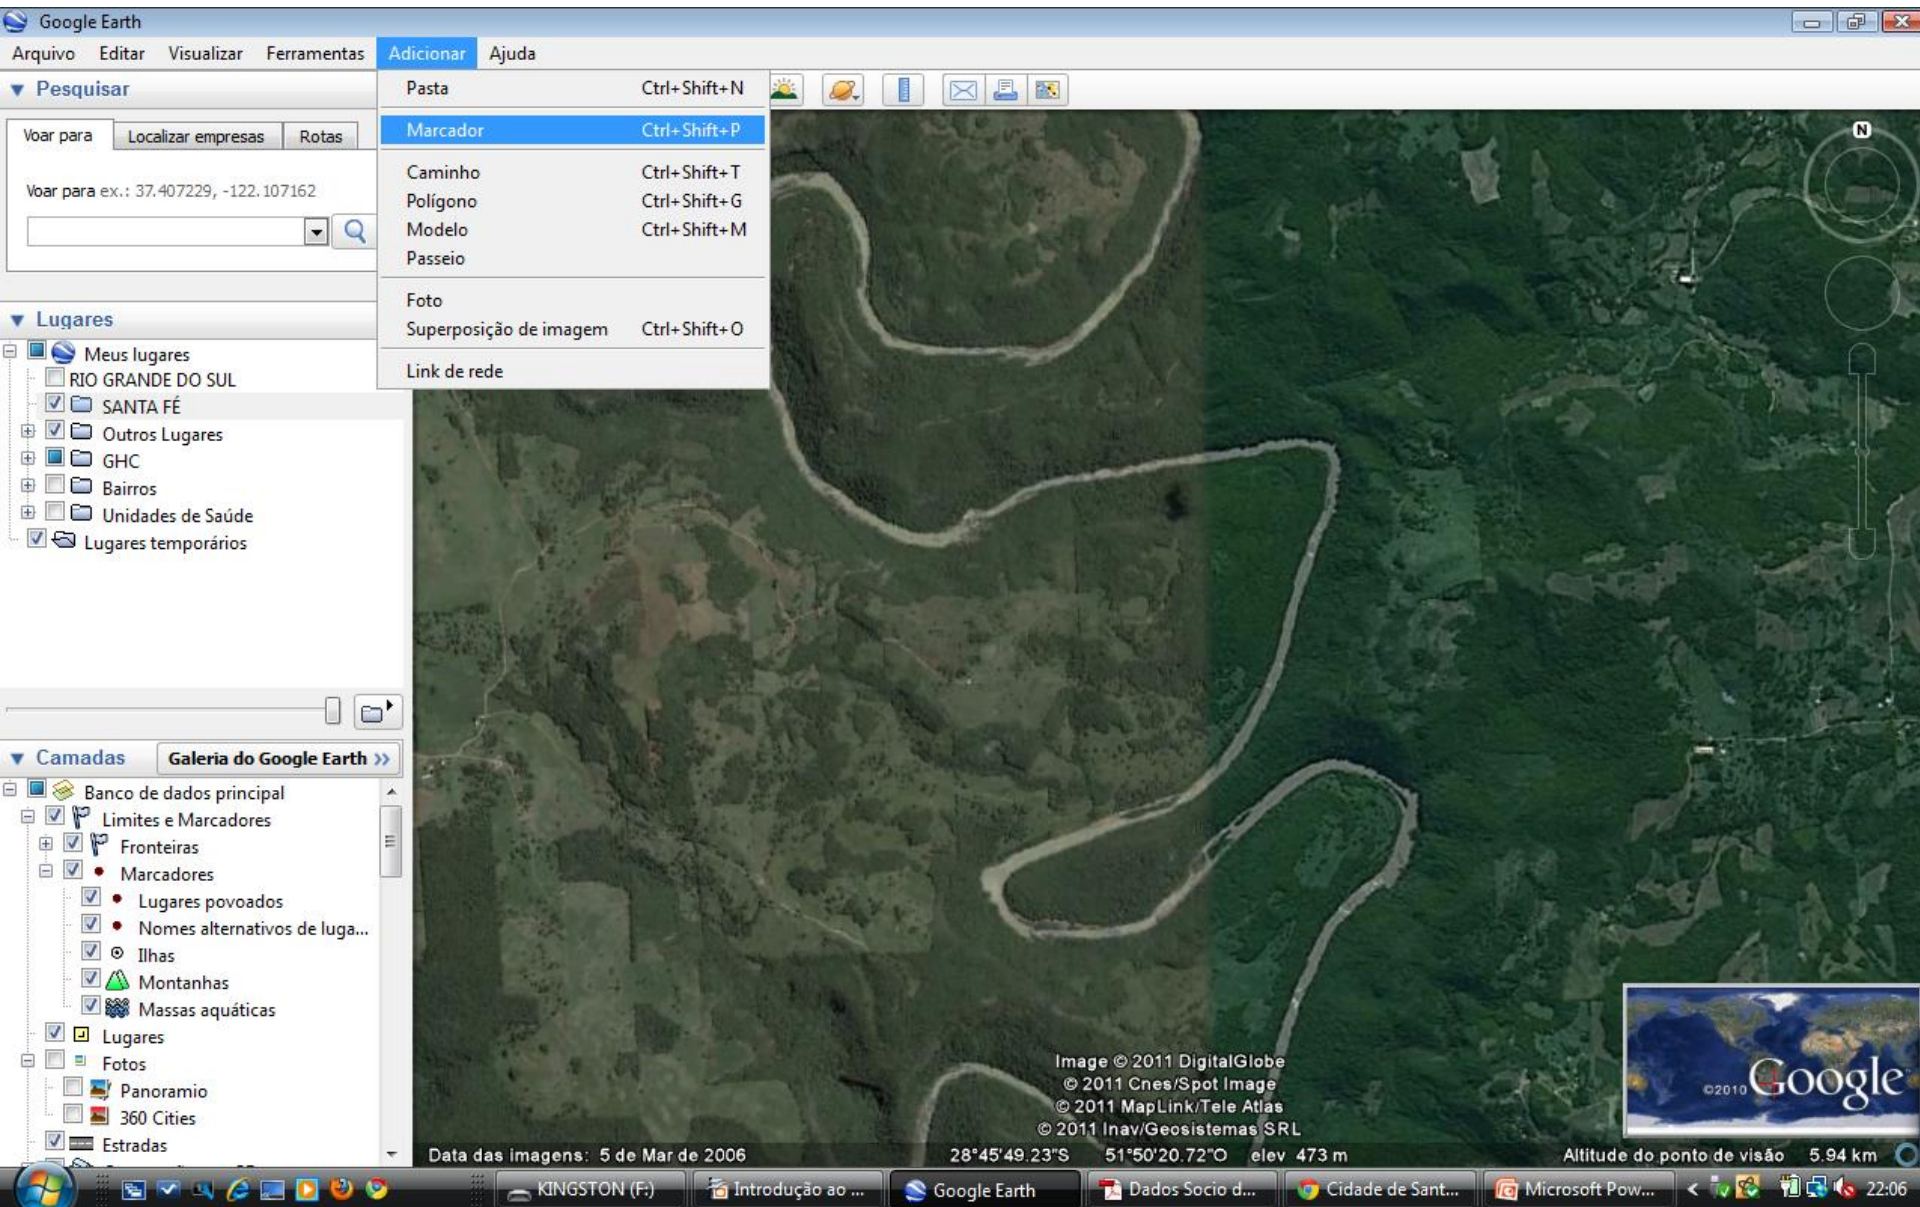 Google Earth
Arquivo Editar Visualizar Ferramentas Adicionar Ajuda
Pesquisar
Voar para Localizar empresas Rotas
Voar para ex.: 37.407229, -122.107162
Pasta Ctrl+Shift+N
Marcador Ctrl+Shift+P
Caminho Ctrl+Shift+T
Polígono Ctrl+Shift+G
Modelo Ctrl+Shift+M
Passeio
Foto
Superposição de imagem Ctrl+Shift+O
Link de rede
N
Lugares
Meus lugares
RIO GRANDE DO SUL
SANTA FÉ
Outros Lugares
GHC
Bairros
Unidades de Saúde
Lugares temporários
Camadas Galeria do Google Earth >>
Banco de dados principal
Limites e Marcadores
Fronteiras
Marcadores
Lugares povoados
Nomes alternativos de luga...
Ilhas
Montanhas
Massas aquáticas
Lugares
Fotos
Panoramio
360 Cities
Estradas
Image © 2011 DigitalGlobe
© 2011 Cnes/Spot Image
© 2011 MapLink/Tele Atlas
© 2011 Inav/Geosistemas SRL
©2010 Google
Data das imagens: 5 de Mar de 2006 28°45'49.23"S 51°50'20.72"O elev 473 m Altitude do ponto de visão 5.94 km
KINGSTON (F:) Introdução ao ... Google Earth Dados Socio d... Cidade de Sant... Microsoft Pow... 22:06